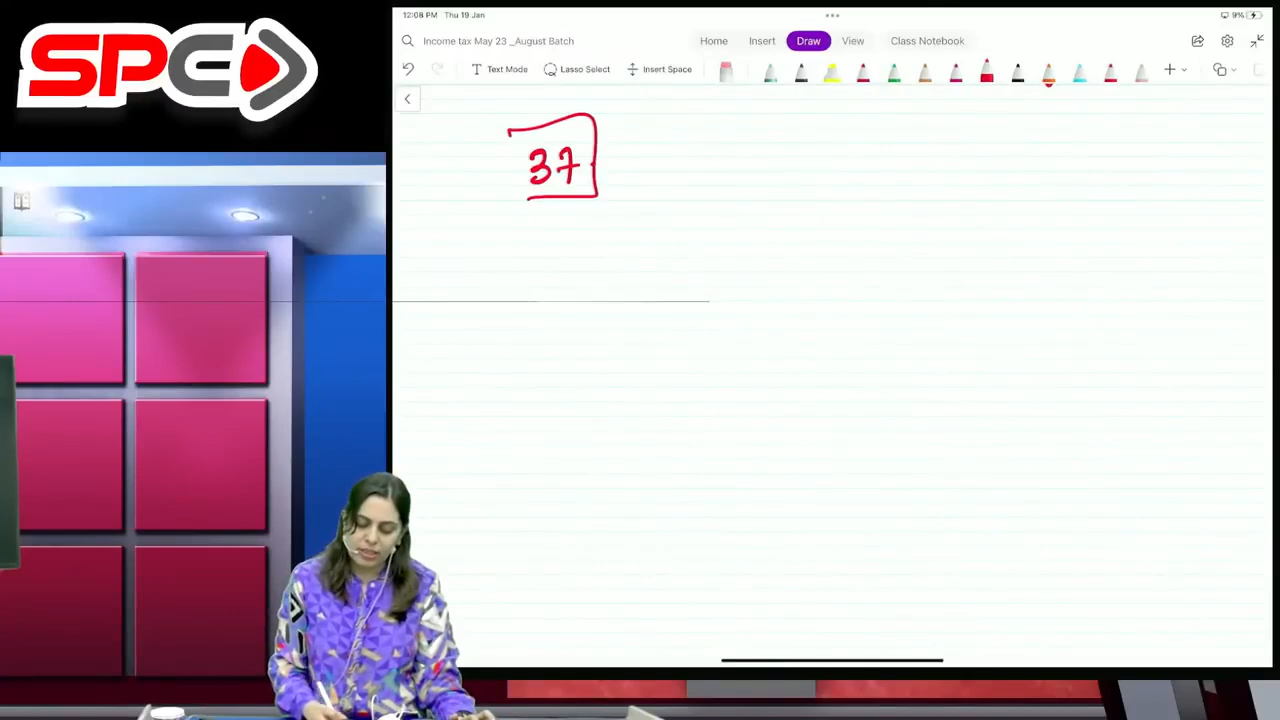 SPC
12:08 PM Thu 19 Jan
9%
Income tax May 23 _August Batch
Home Insert Draw View Class Notebook
Text Mode Lasso Select Insert Space
37